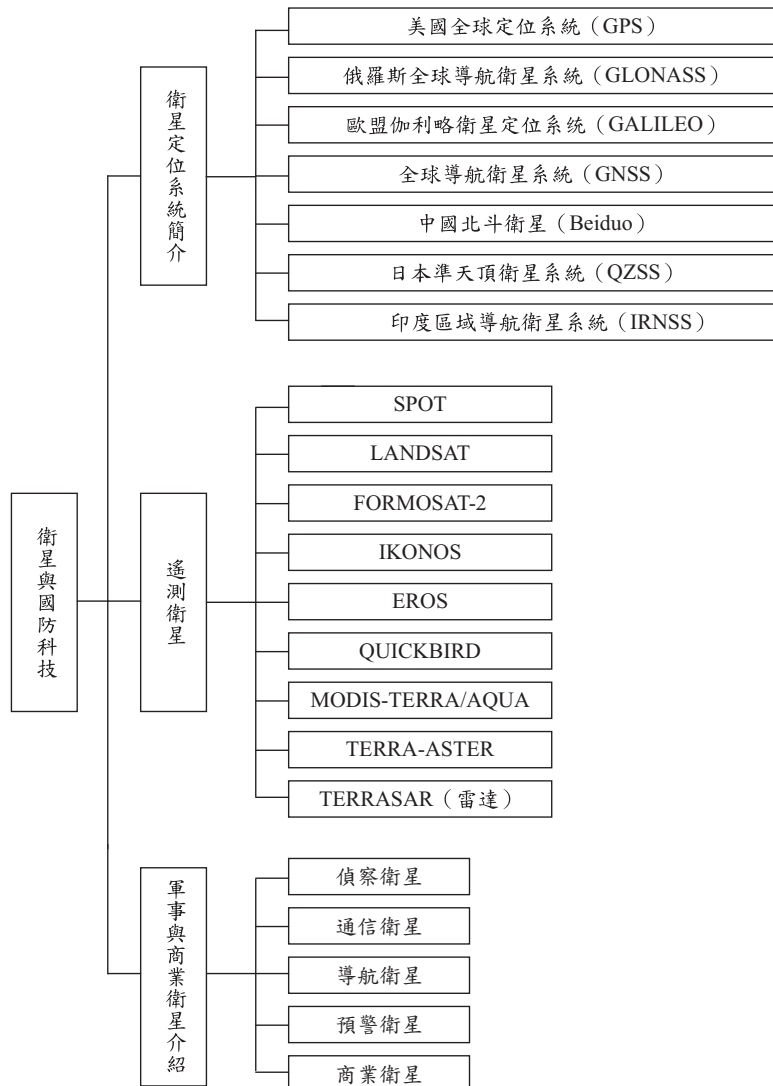 衛星與國防科技
衛星定位系統簡介
美國全球定位系統（GPS）
俄羅斯全球導航衛星系統（GLONASS）
歐盟伽利略衛星定位系統（GALILEO）
全球導航衛星系統（GNSS）
中國北斗衛星（Beiduo）
日本準天頂衛星系統（QZSS）
印度區域導航衛星系統（IRNSS）
遙測衛星
SPOT
LANDSAT
FORMOSAT-2
IKONOS
EROS
QUICKBIRD
MODIS-TERRA/AQUA
TERRA-ASTER
TERRASAR（雷達）
軍事與商業衛星介紹
偵察衛星
通信衛星
導航衛星
預警衛星
商業衛星